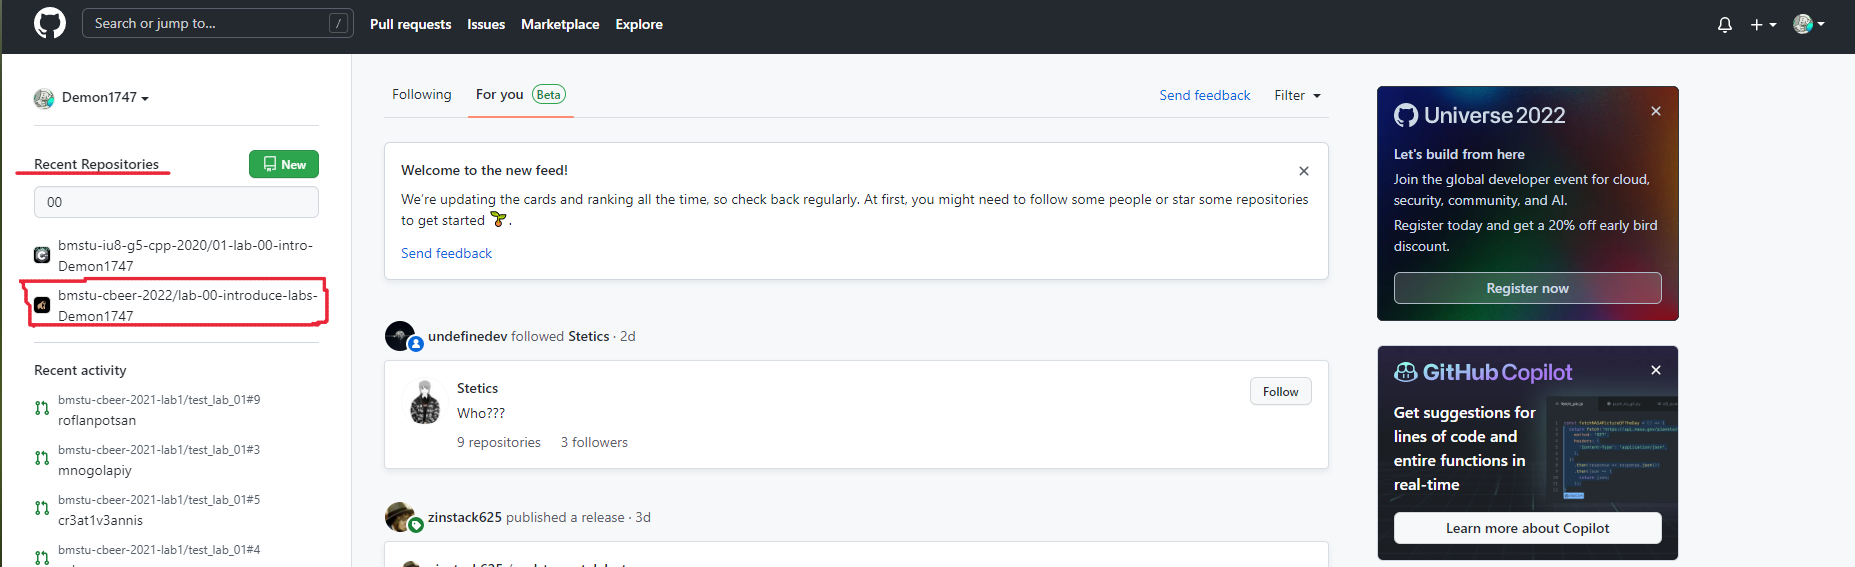 Search or jump to...
/
Pull requests
Issues
Marketplace
Explore
Demon1747
Recent Repositories
New
00
bmstu-iu8-g5-cpp-2020/01-lab-00-intro-
Demon1747
bmstu-cbeer-2022/lab-00-introduce-labs-
Demon1747
Recent activity
bmstu-cbeer-2021-lab1/test_lab_01#9
roflanpotsan
bmstu-cbeer-2021-lab1/test_lab_01#3
mnogolapiy
bmstu-cbeer-2021-lab1/test_lab_01#5
cr3at1v3annis
bmstu-cbeer-2021-lab1/test_lab_01#4
Following
For you
Beta
Send feedback
Filter
Welcome to the new feed!
We're updating the cards and ranking all the time, so check back regularly. At first, you might need to follow some people or star some repositories
to get started 🌱.
Send feedback
undefinedev followed Stetics · 2d
Stetics
Follow
Who???
9 repositories
3 followers
zinstack625 published a release · 3d
Universe 2022
Let's build from here
Join the global developer event for cloud,
security, community, and AI.
Register today and get a 20% off early bird
discount.
Register now
GitHub Copilot
Get suggestions for
lines of code and
entire functions in
real-time
Learn more about Copilot